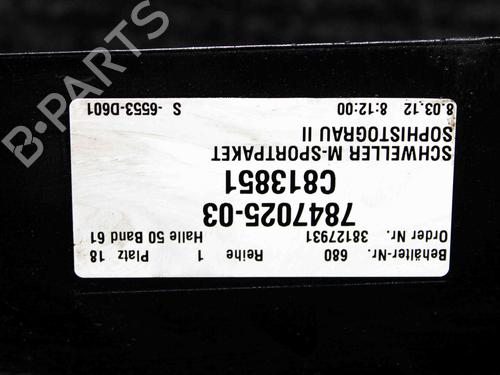 Behälter-Nr. 680 Reihe 1 Platz 18
Order Nr. 38127931 Halle 50 Band 61
7847025-03
C813851
SCHWELLER M-SPORTPAKET
SOPHISTOGRAU II
8.03.12 8:12:00 S -6553-D601
B-PARTS